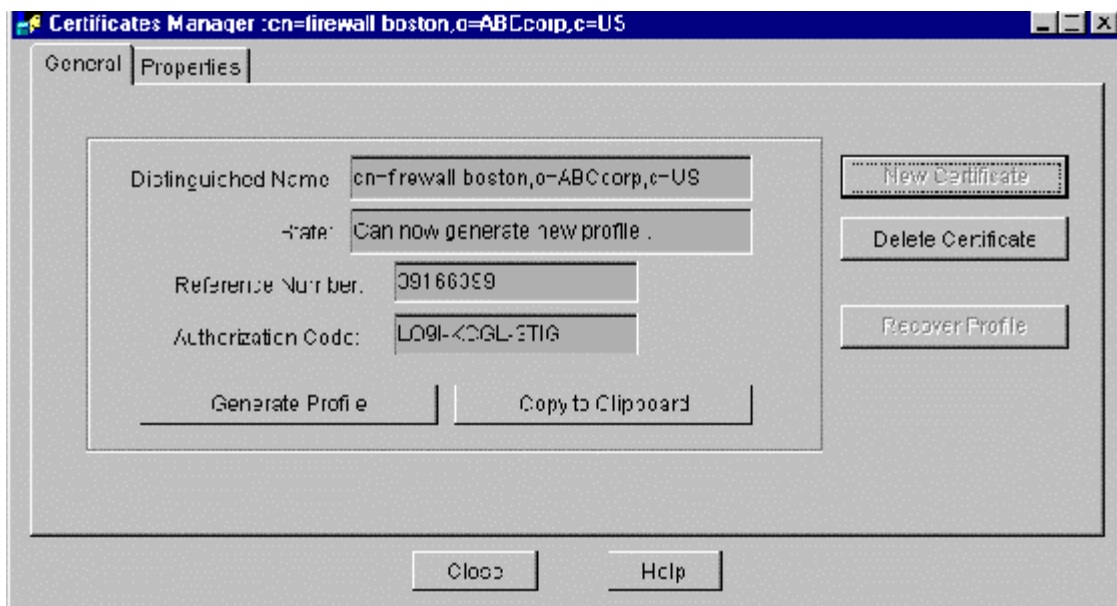 Certificates Manager :cn=firewall boston,o=ABCcorp,c=US
General Properties
Distinguished Name cn=firewall boston,o=ABCcorp,c=US New Certificate
State: Can now generate new profile . Delete Certificate
Reference Number:
Authorization Code: Recover Profile
Generate Profile Copy to Clipboard
Close Help